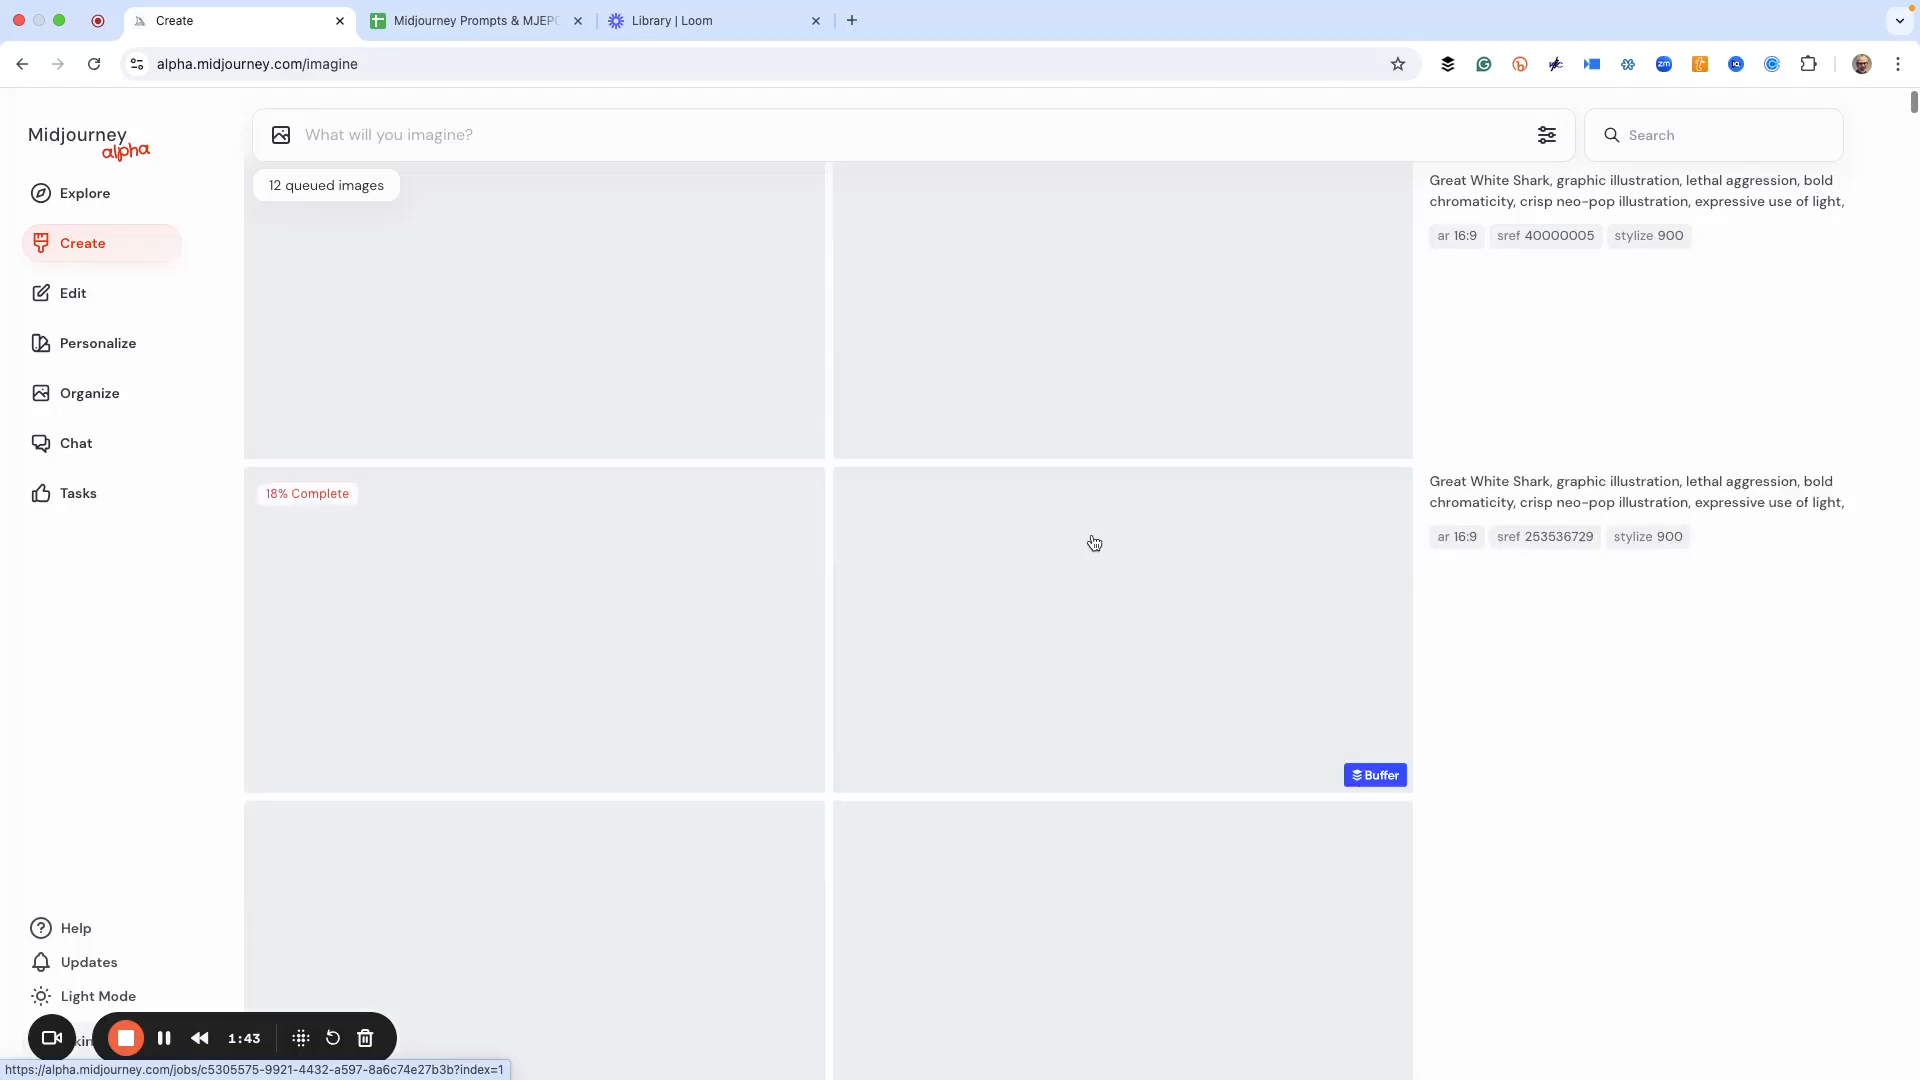 Create
Midjourney Prompts & MJEPC
Library | Loom
alpha.midjourney.com/imagine
Midjourney
alpha
What will you imagine?
Search
12 queued images
Explore
Create
Edit
Personalize
Organize
Chat
Tasks
Great White Shark, graphic illustration, lethal aggression, bold
chromaticity, crisp neo-pop illustration, expressive use of light,
ar 16:9 sref 40000005 stylize 900
18% Complete
Great White Shark, graphic illustration, lethal aggression, bold
chromaticity, crisp neo-pop illustration, expressive use of light,
ar 16:9 sref 253536729 stylize 900
Buffer
Help
Updates
Light Mode
1:43
https://alpha.midjourney.com/jobs/c5305575-9921-4432-a597-8a6c74e27b3b?index=1